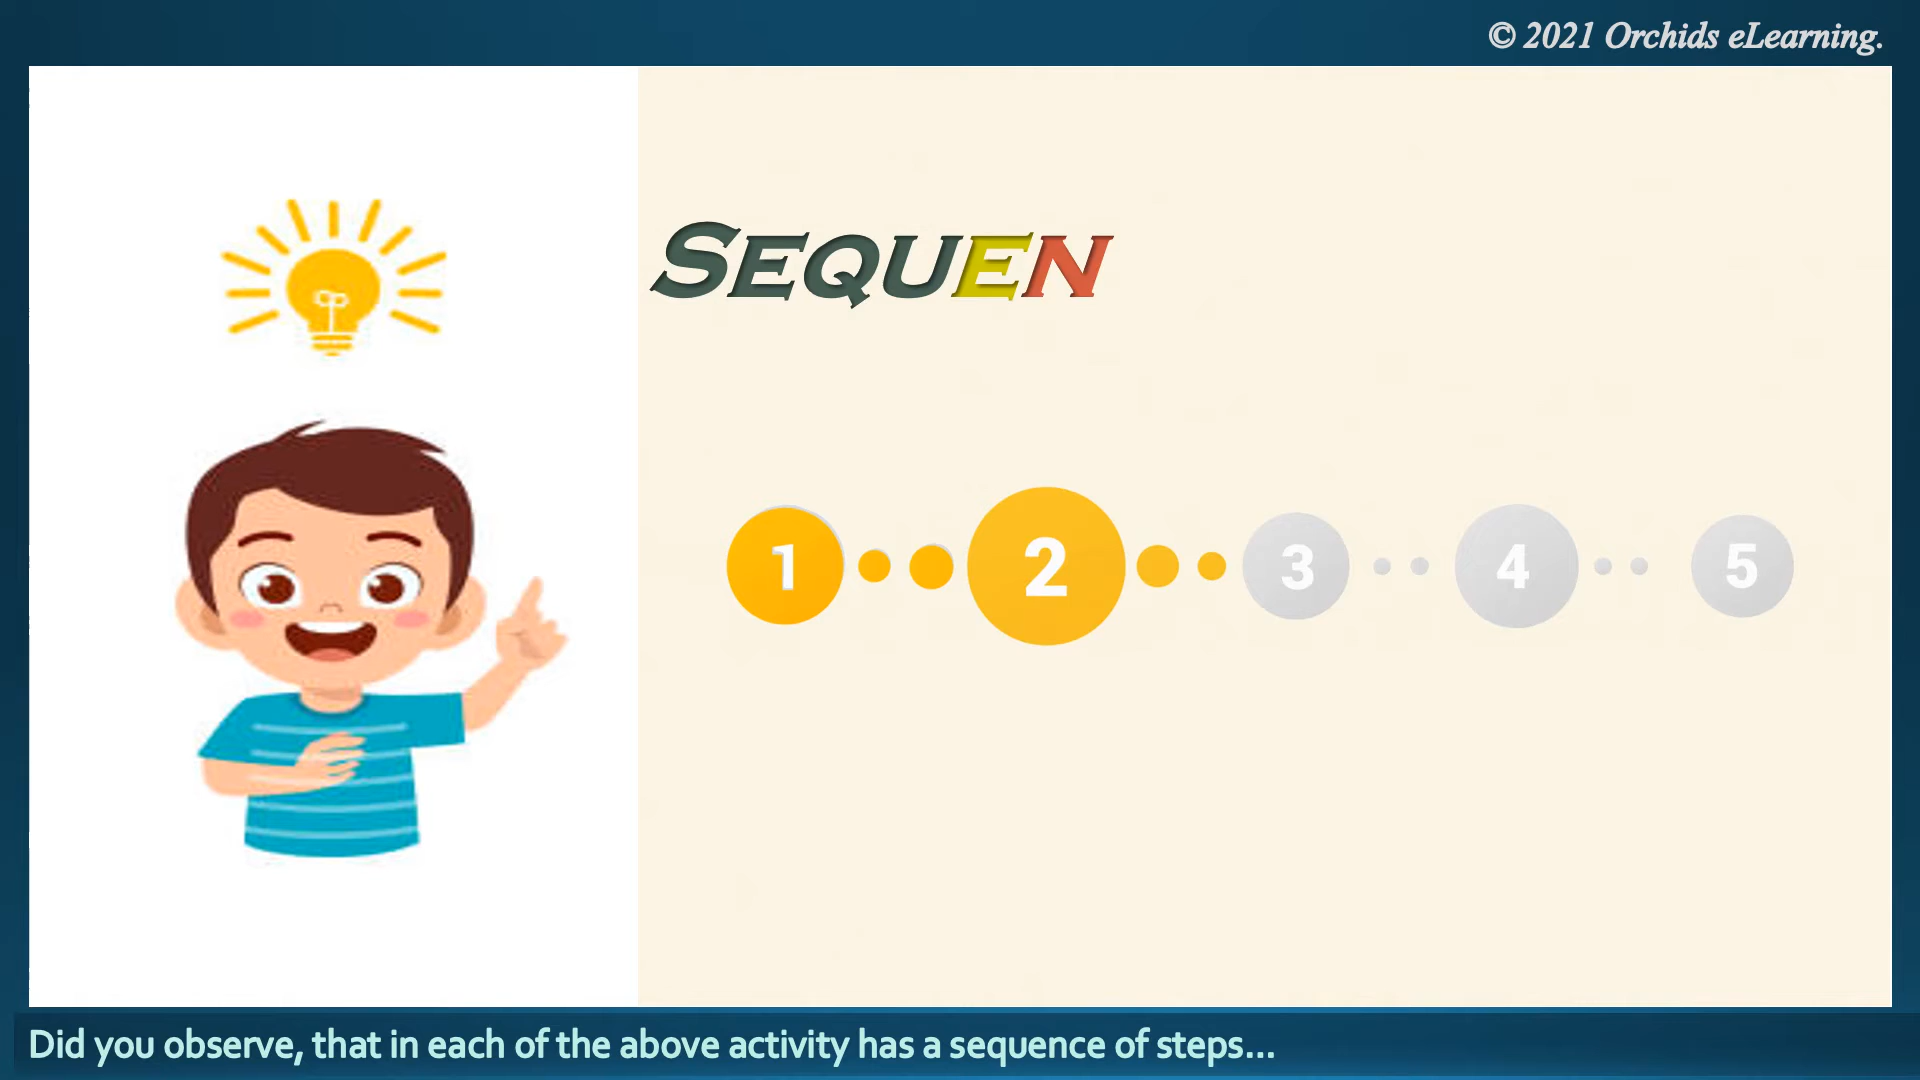 © 2021 Orchids eLearning.
SEQUEN
1 2 3 4 5
Did you observe, that in each of the above activity has a sequence of steps...